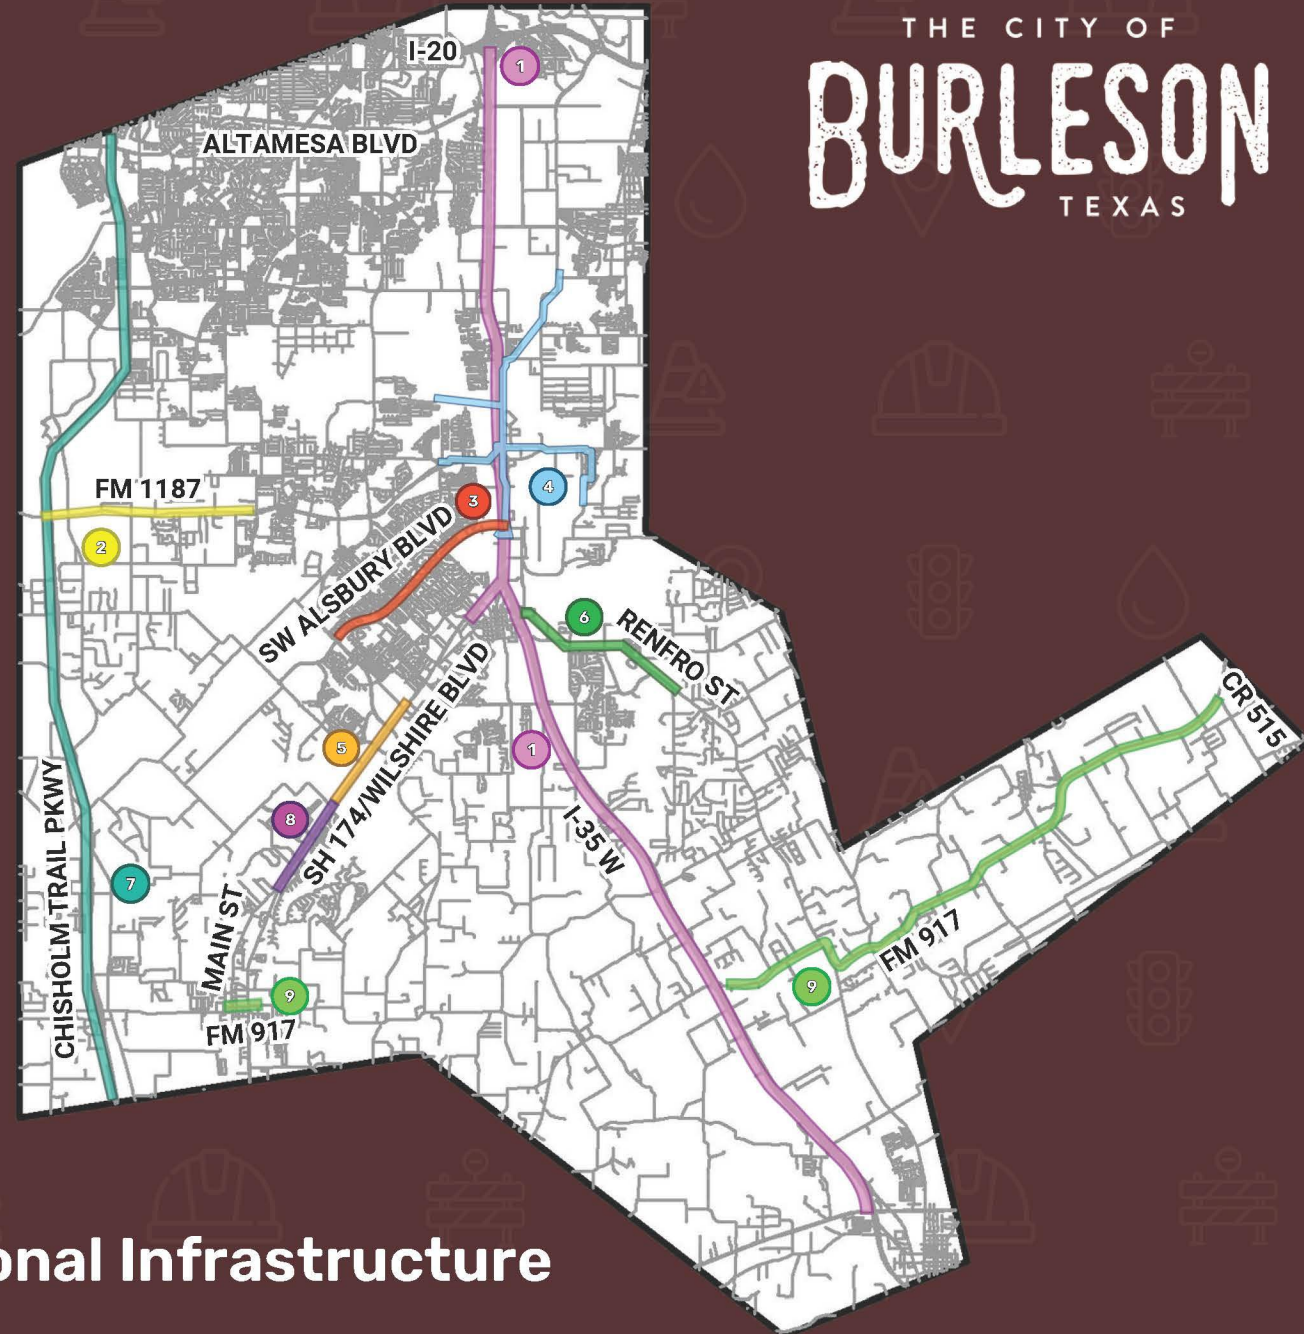 THE CITY OF
BURLESON
TEXAS
I-20
1
ALTAMESA BLVD
FM 1187
2
3
4
SW ALSBURY BLVD
6
RENFRO ST
5
SH 174/WILSHIRE BLVD
1
CR 515
8
I-35 W
7
CHISHOLM TRAIL PKWY
MAIN ST
9
FM 917
9
FM 917
onal Infrastructure